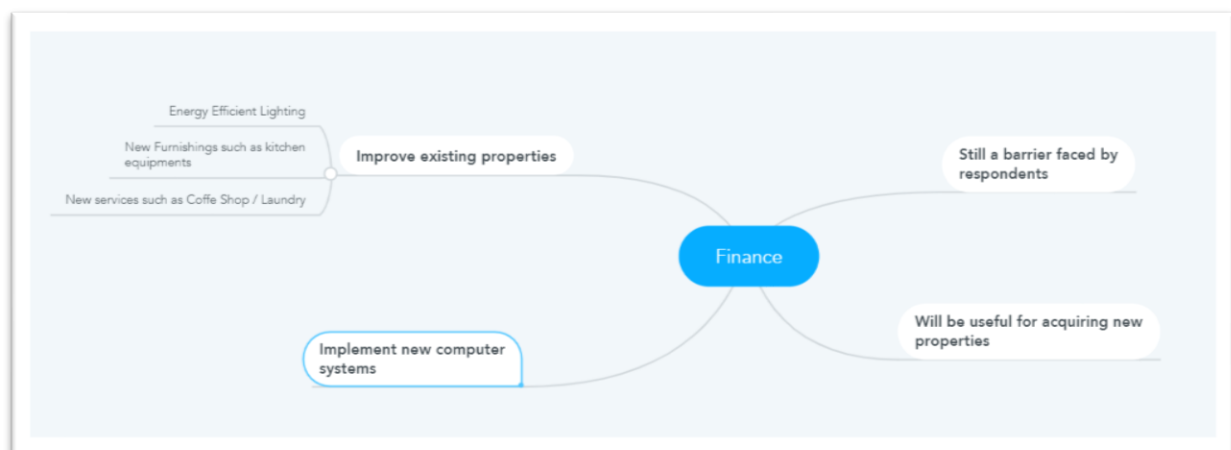 Energy Efficient Lighting
New Furnishings such as kitchen
equipments
New services such as Coffe Shop / Laundry
Improve existing properties
Still a barrier faced by
respondents
Finance
Implement new computer
systems
Will be useful for acquiring new
properties